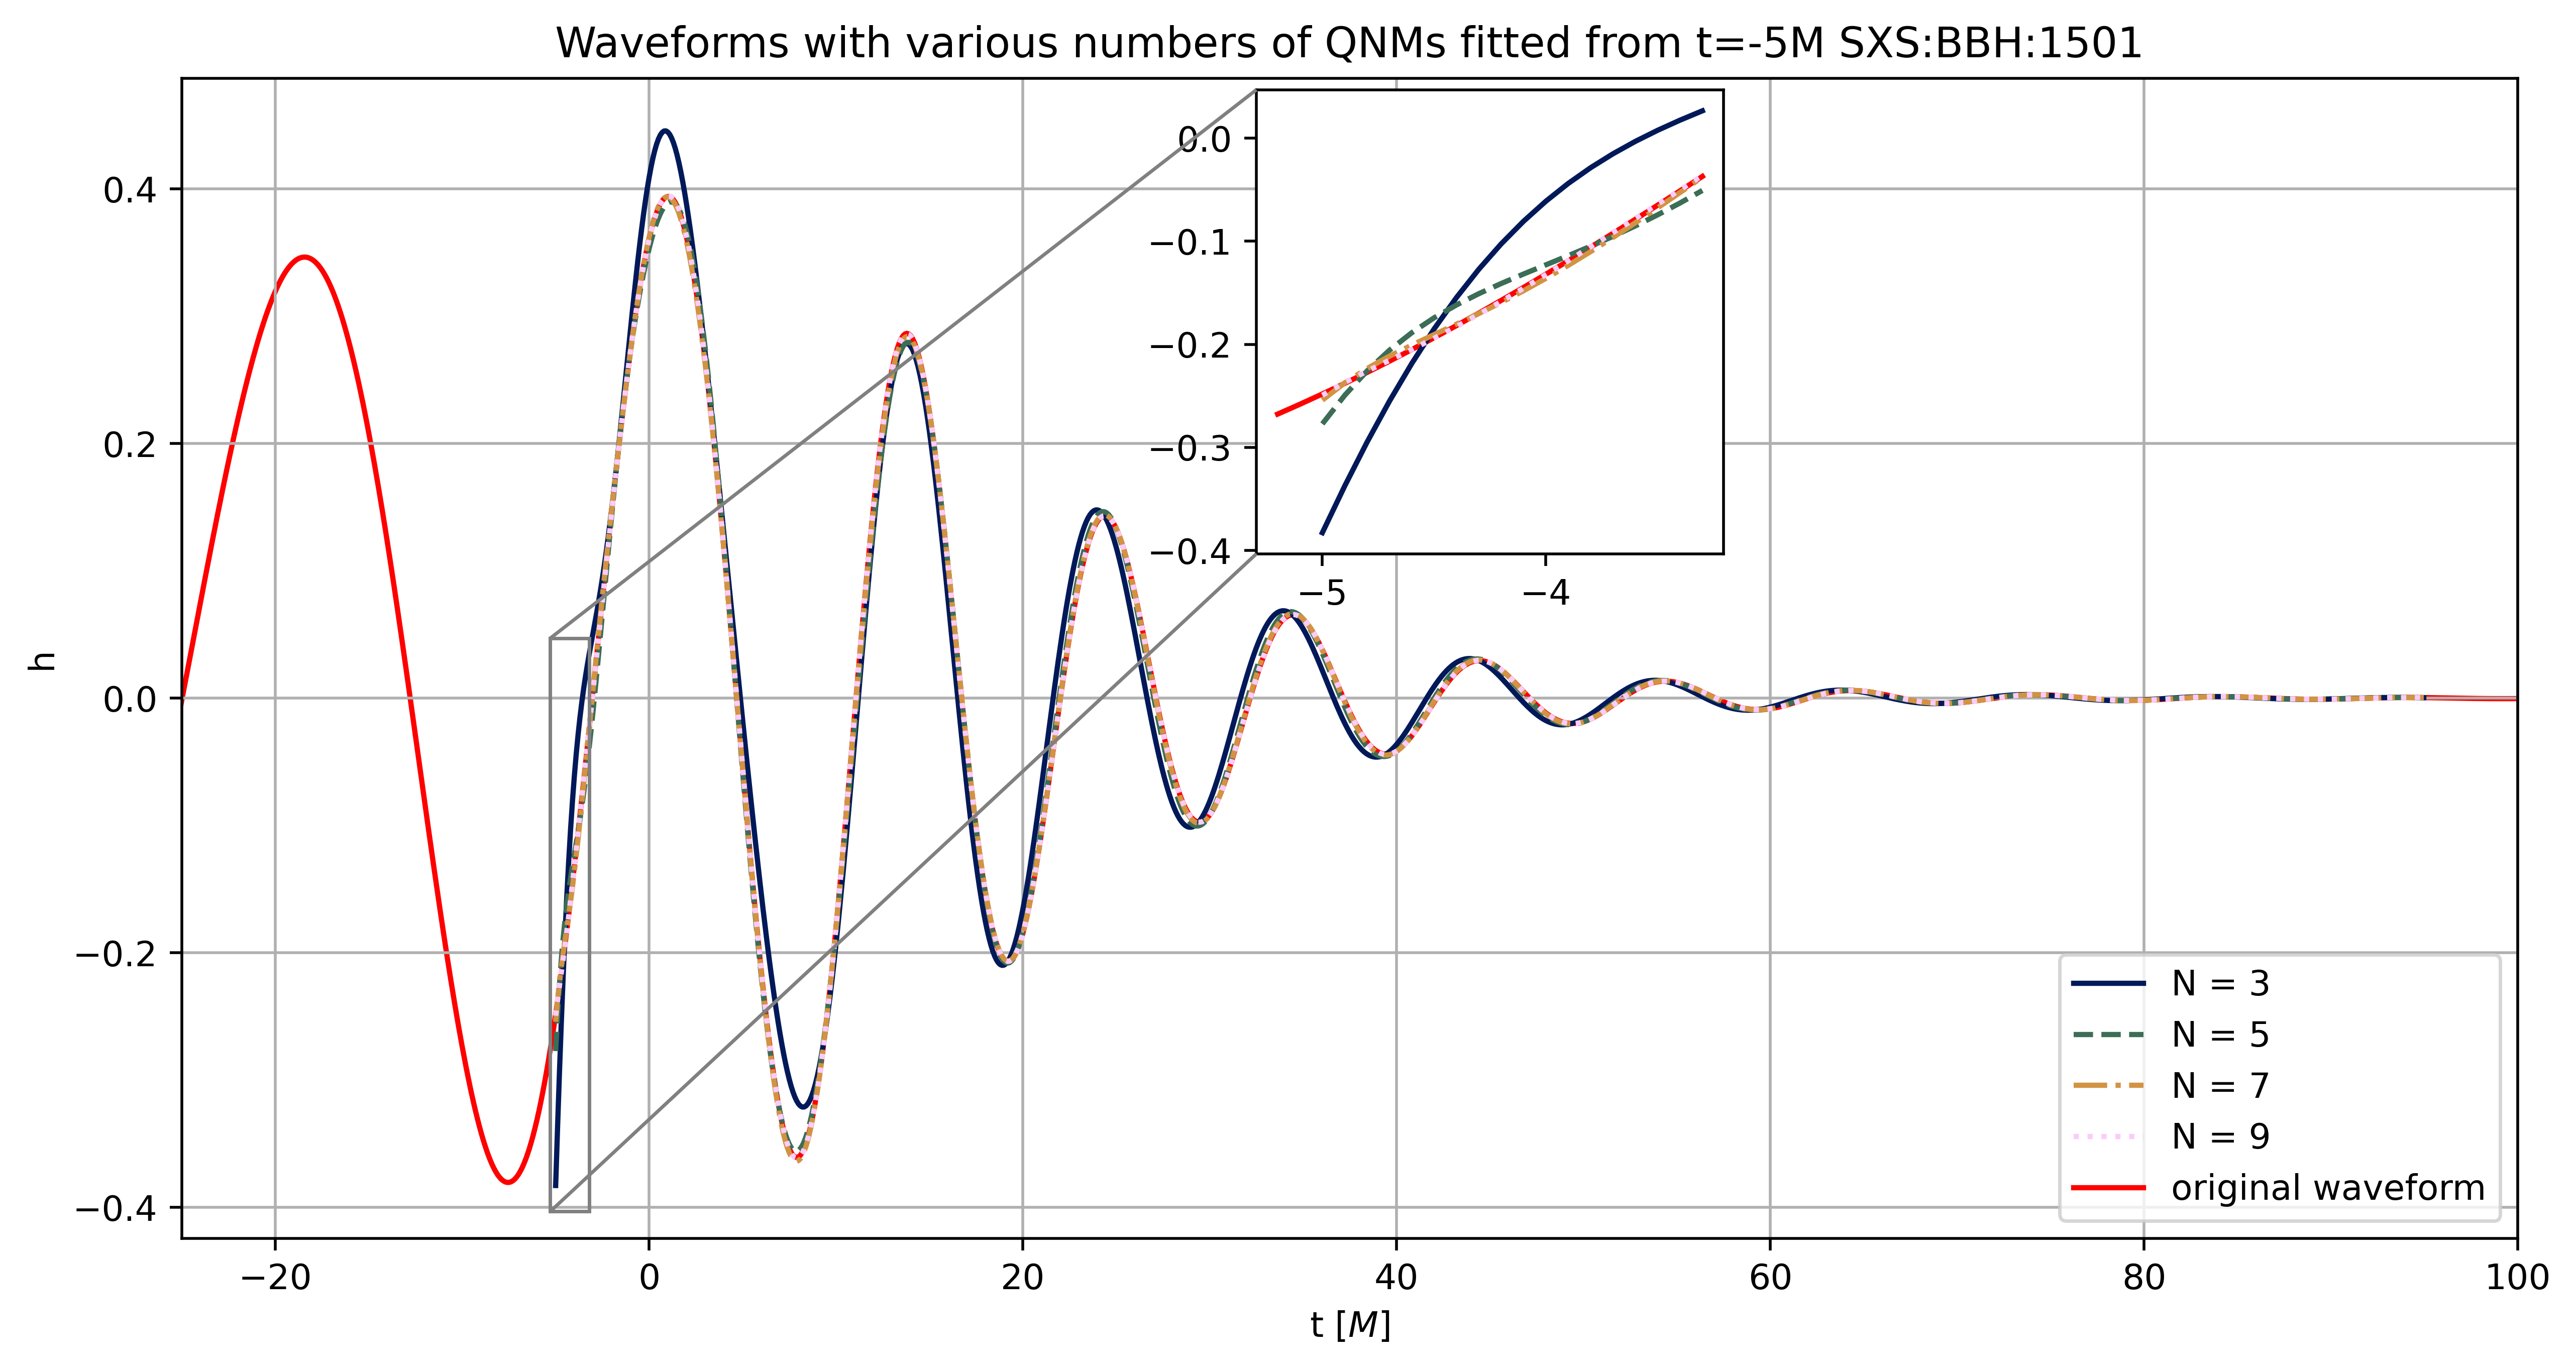 Waveforms with various numbers of QNMs fitted from t=-5M SXS:BBH:1501
h
0.4
0.2
0.0
−0.2
−0.4
0.0
−0.1
−0.2
−0.3
−0.4
−5 −4
N = 3
N = 5
N = 7
N = 9
original waveform
−20 0 20 40 60 80 100
t [M]